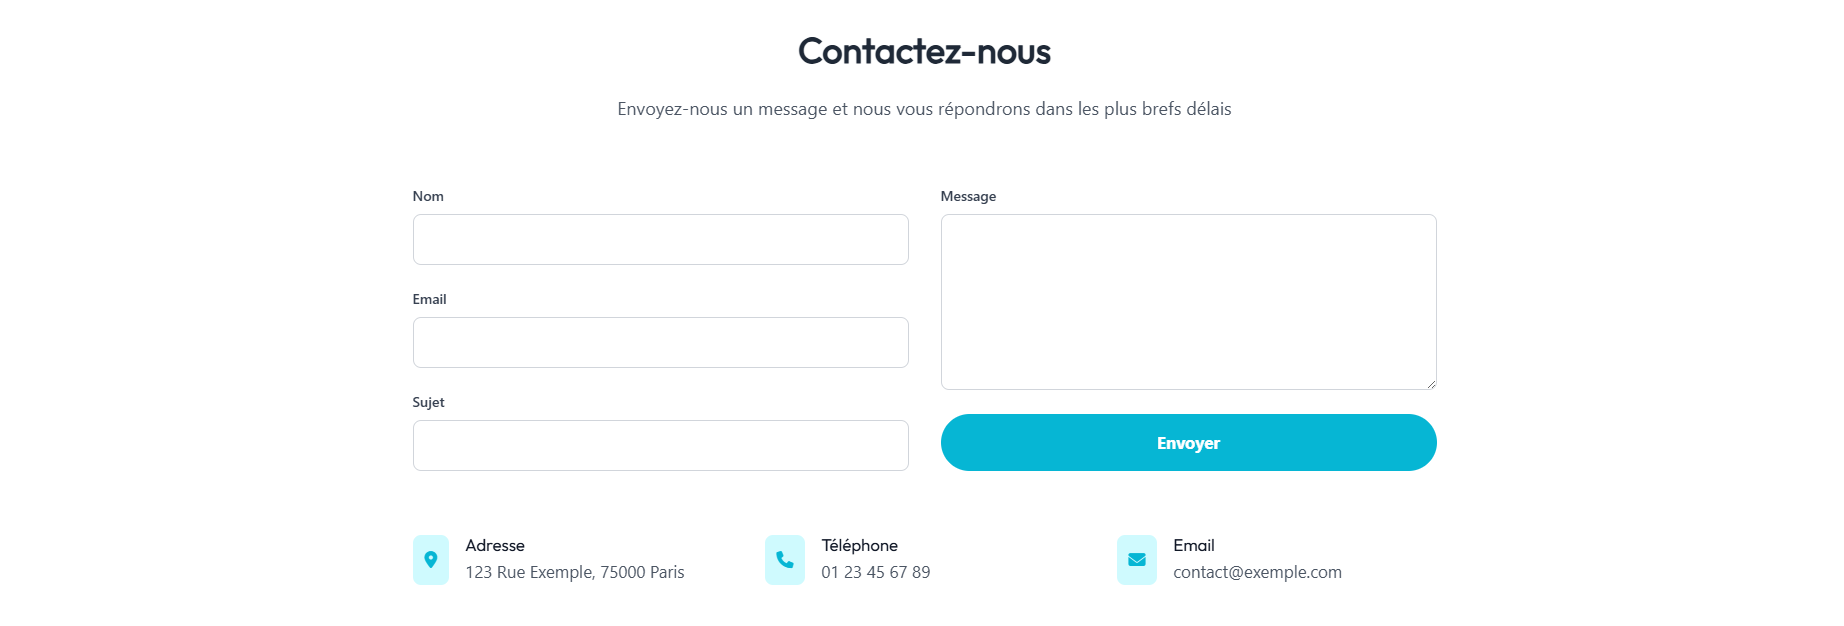 Contactez-nous
Envoyez-nous un message et nous vous répondrons dans les plus brefs délais
Nom
Email
Sujet
Message
Envoyer
Adresse
123 Rue Exemple, 75000 Paris
Téléphone
01 23 45 67 89
Email
contact@exemple.com